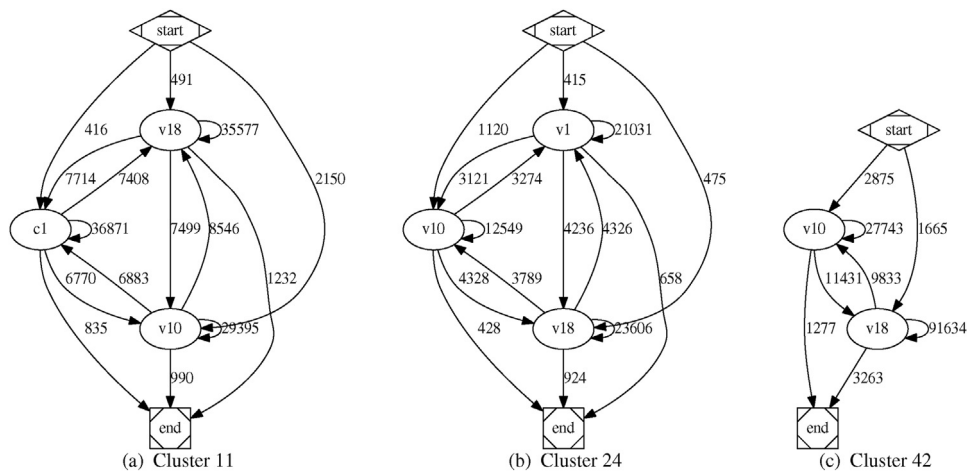 start
491
416
v18
35577
7714
7408
2150
c1
36871
7499
8546
6770
6883
1232
835
v10
29395
990
end
(a) Cluster 11
start
415
1120
v1
21031
3121
3274
475
v10
12549
4236
4326
4328
3789
658
428
v18
23606
924
end
(b) Cluster 24
start
2875
1665
v10
27743
11431
9833
1277
v18
91634
3263
end
(c) Cluster 42